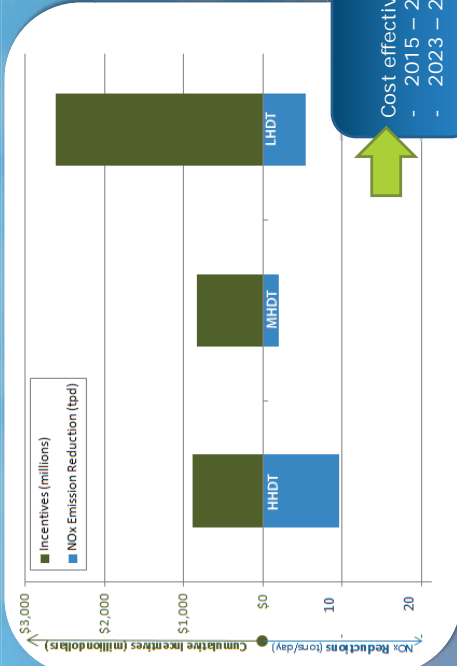 Incentives (millions)
NOx Emission Reduction (tpd)
$3,000
$2,000
$1,000
$0
10
20
Cumulative Incentives (million dollars)
NOx Reductions (tons/day)
HHDT
MHDT
LHDT
Cost effectiv
- 2015 – 2
- 2023 – 2